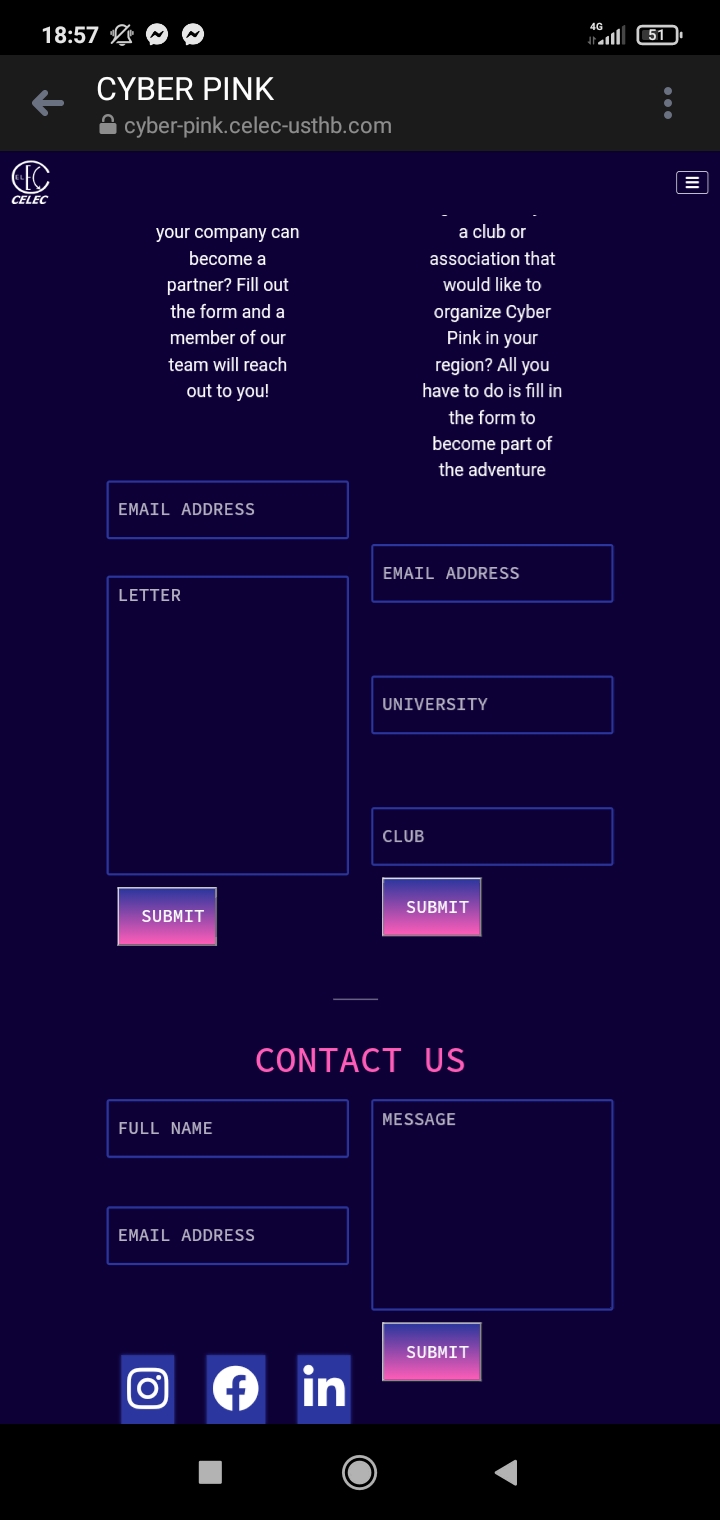 18:57
4G
51
CYBER PINK
cyber-pink.celec-usthb.com
ELEC
CELEC
your company can
become a
partner? Fill out
the form and a
member of our
team will reach
out to you!
a club or
association that
would like to
organize Cyber
Pink in your
region? All you
have to do is fill in
the form to
become part of
the adventure
EMAIL ADDRESS
LETTER
SUBMIT
EMAIL ADDRESS
UNIVERSITY
CLUB
SUBMIT
CONTACT US
FULL NAME
EMAIL ADDRESS
MESSAGE
SUBMIT
in